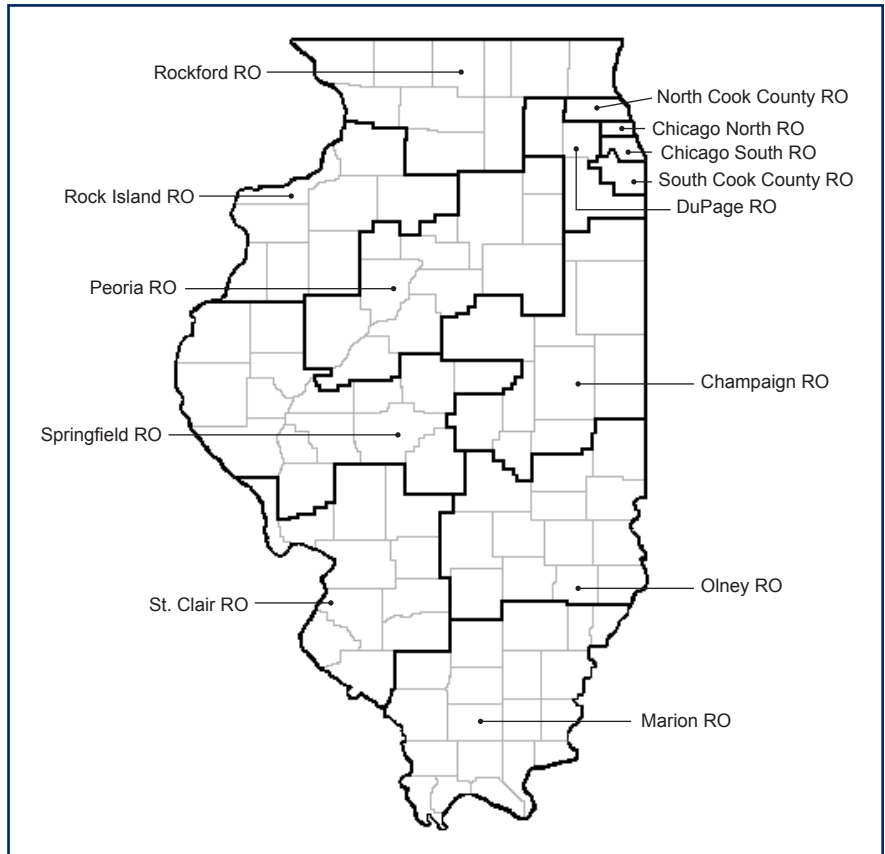 Rockford RO
North Cook County RO
Chicago North RO
Chicago South RO
South Cook County RO
Rock Island RO
DuPage RO
Peoria RO
Champaign RO
Springfield RO
Olney RO
St. Clair RO
Marion RO